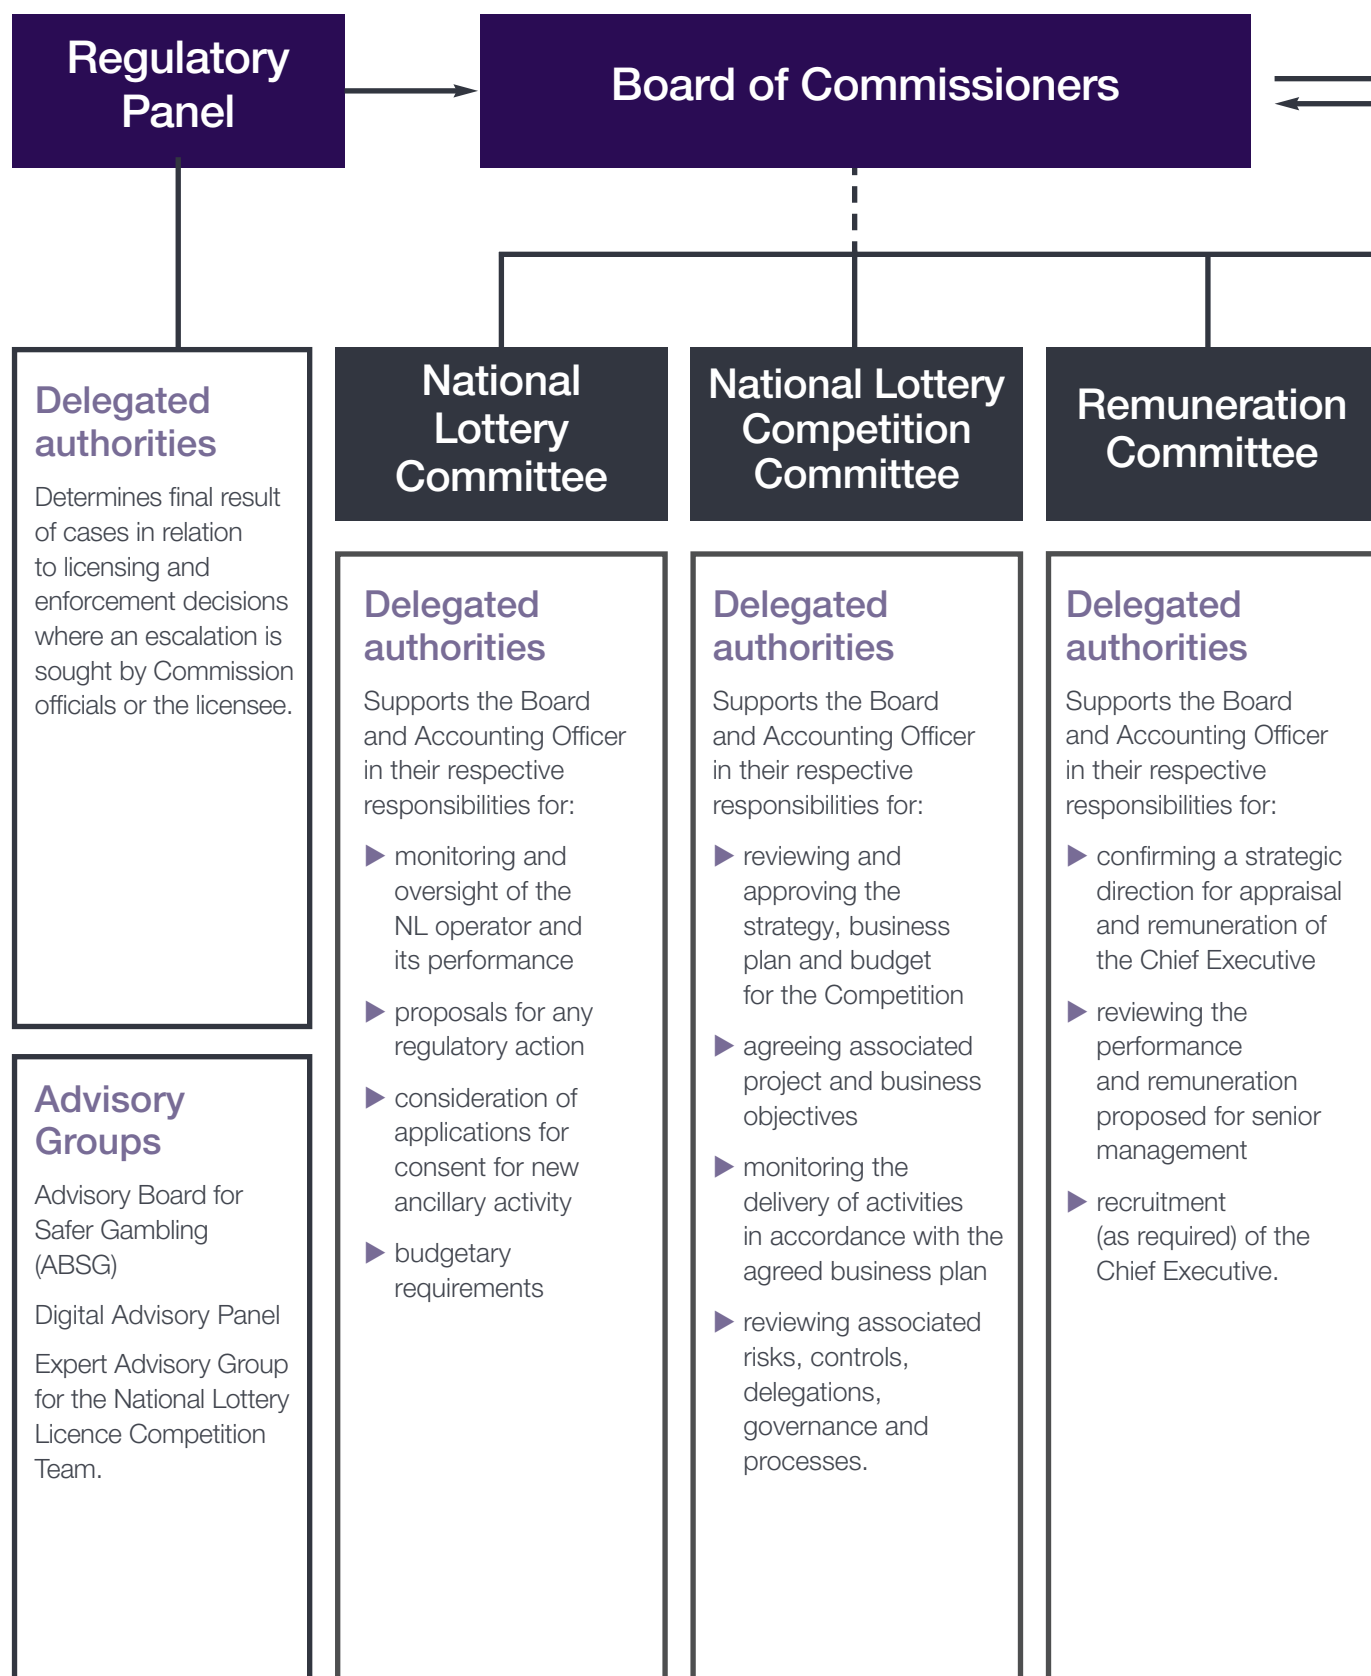 Regulatory
Panel
Board of Commissioners
Delegated
authorities
Determines final result
of cases in relation
to licensing and
enforcement decisions
where an escalation is
sought by Commission
officials or the licensee.
Advisory
Groups
Advisory Board for
Safer Gambling
(ABSG)
Digital Advisory Panel
Expert Advisory Group
for the National Lottery
Licence Competition
Team.
National
Lottery
Committee
Delegated
authorities
Supports the Board
and Accounting Officer
in their respective
responsibilities for:
monitoring and
oversight of the
NL operator and
its performance
proposals for any
regulatory action
consideration of
applications for
consent for new
ancillary activity
budgetary
requirements
National Lottery
Competition
Committee
Delegated
authorities
Supports the Board
and Accounting Officer
in their respective
responsibilities for:
reviewing and
approving the
strategy, business
plan and budget
for the Competition
agreeing associated
project and business
objectives
monitoring the
delivery of activities
in accordance with the
agreed business plan
reviewing associated
risks, controls,
delegations,
governance and
processes.
Remuneration
Committee
Delegated
authorities
Supports the Board
and Accounting Officer
in their respective
responsibilities for:
confirming a strategic
direction for appraisal
and remuneration of
the Chief Executive
reviewing the
performance
and remuneration
proposed for senior
management
recruitment
(as required) of the
Chief Executive.